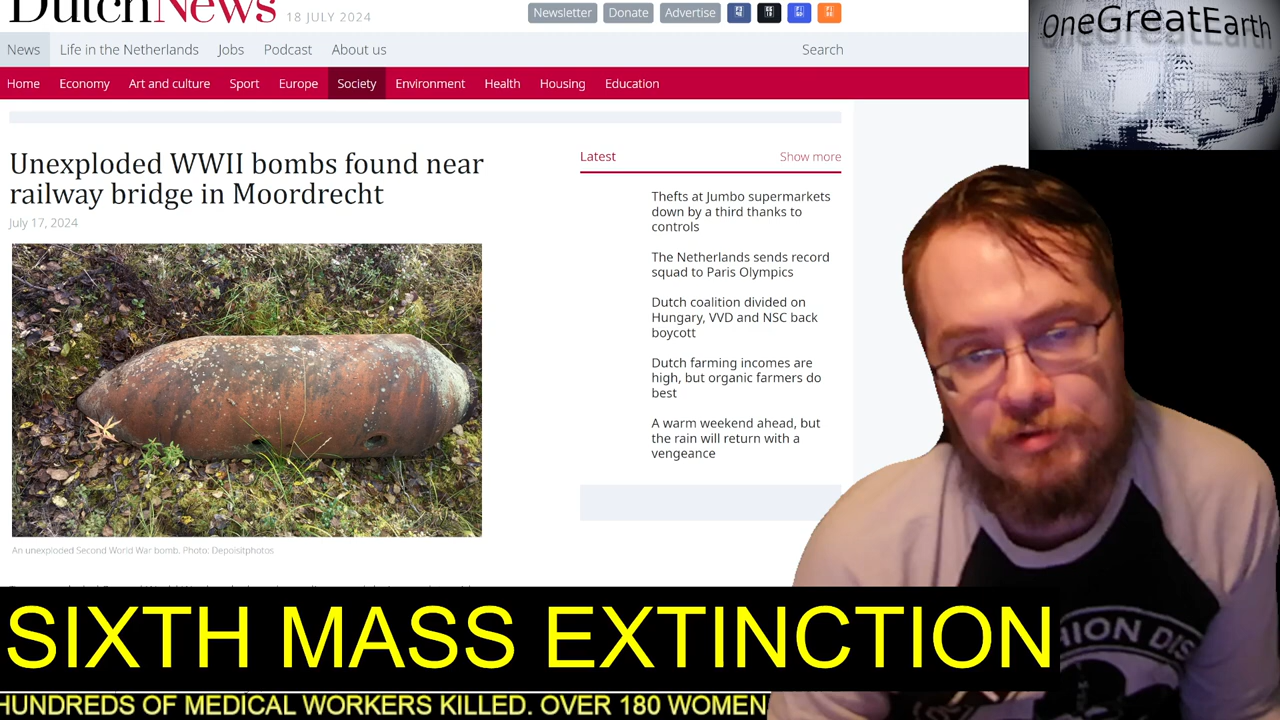 DutchNews 18 JULY 2024
Newsletter Donate Advertise
News Life in the Netherlands Jobs Podcast About us Search
Home Economy Art and culture Sport Europe Society Environment Health Housing Education
OneGreatEarth
Unexploded WWII bombs found near
railway bridge in Moordrecht
July 17, 2024
An unexploded Second World War bomb. Photo: Depoisitphotos
Latest Show more
Thefts at Jumbo supermarkets
down by a third thanks to
controls
The Netherlands sends record
squad to Paris Olympics
Dutch coalition divided on
Hungary, VVD and NSC back
boycott
Dutch farming incomes are
high, but organic farmers do
best
A warm weekend ahead, but
the rain will return with a
vengeance
SIXTH MASS EXTINCTION
HUNDREDS OF MEDICAL WORKERS KILLED. OVER 180 WOMEN